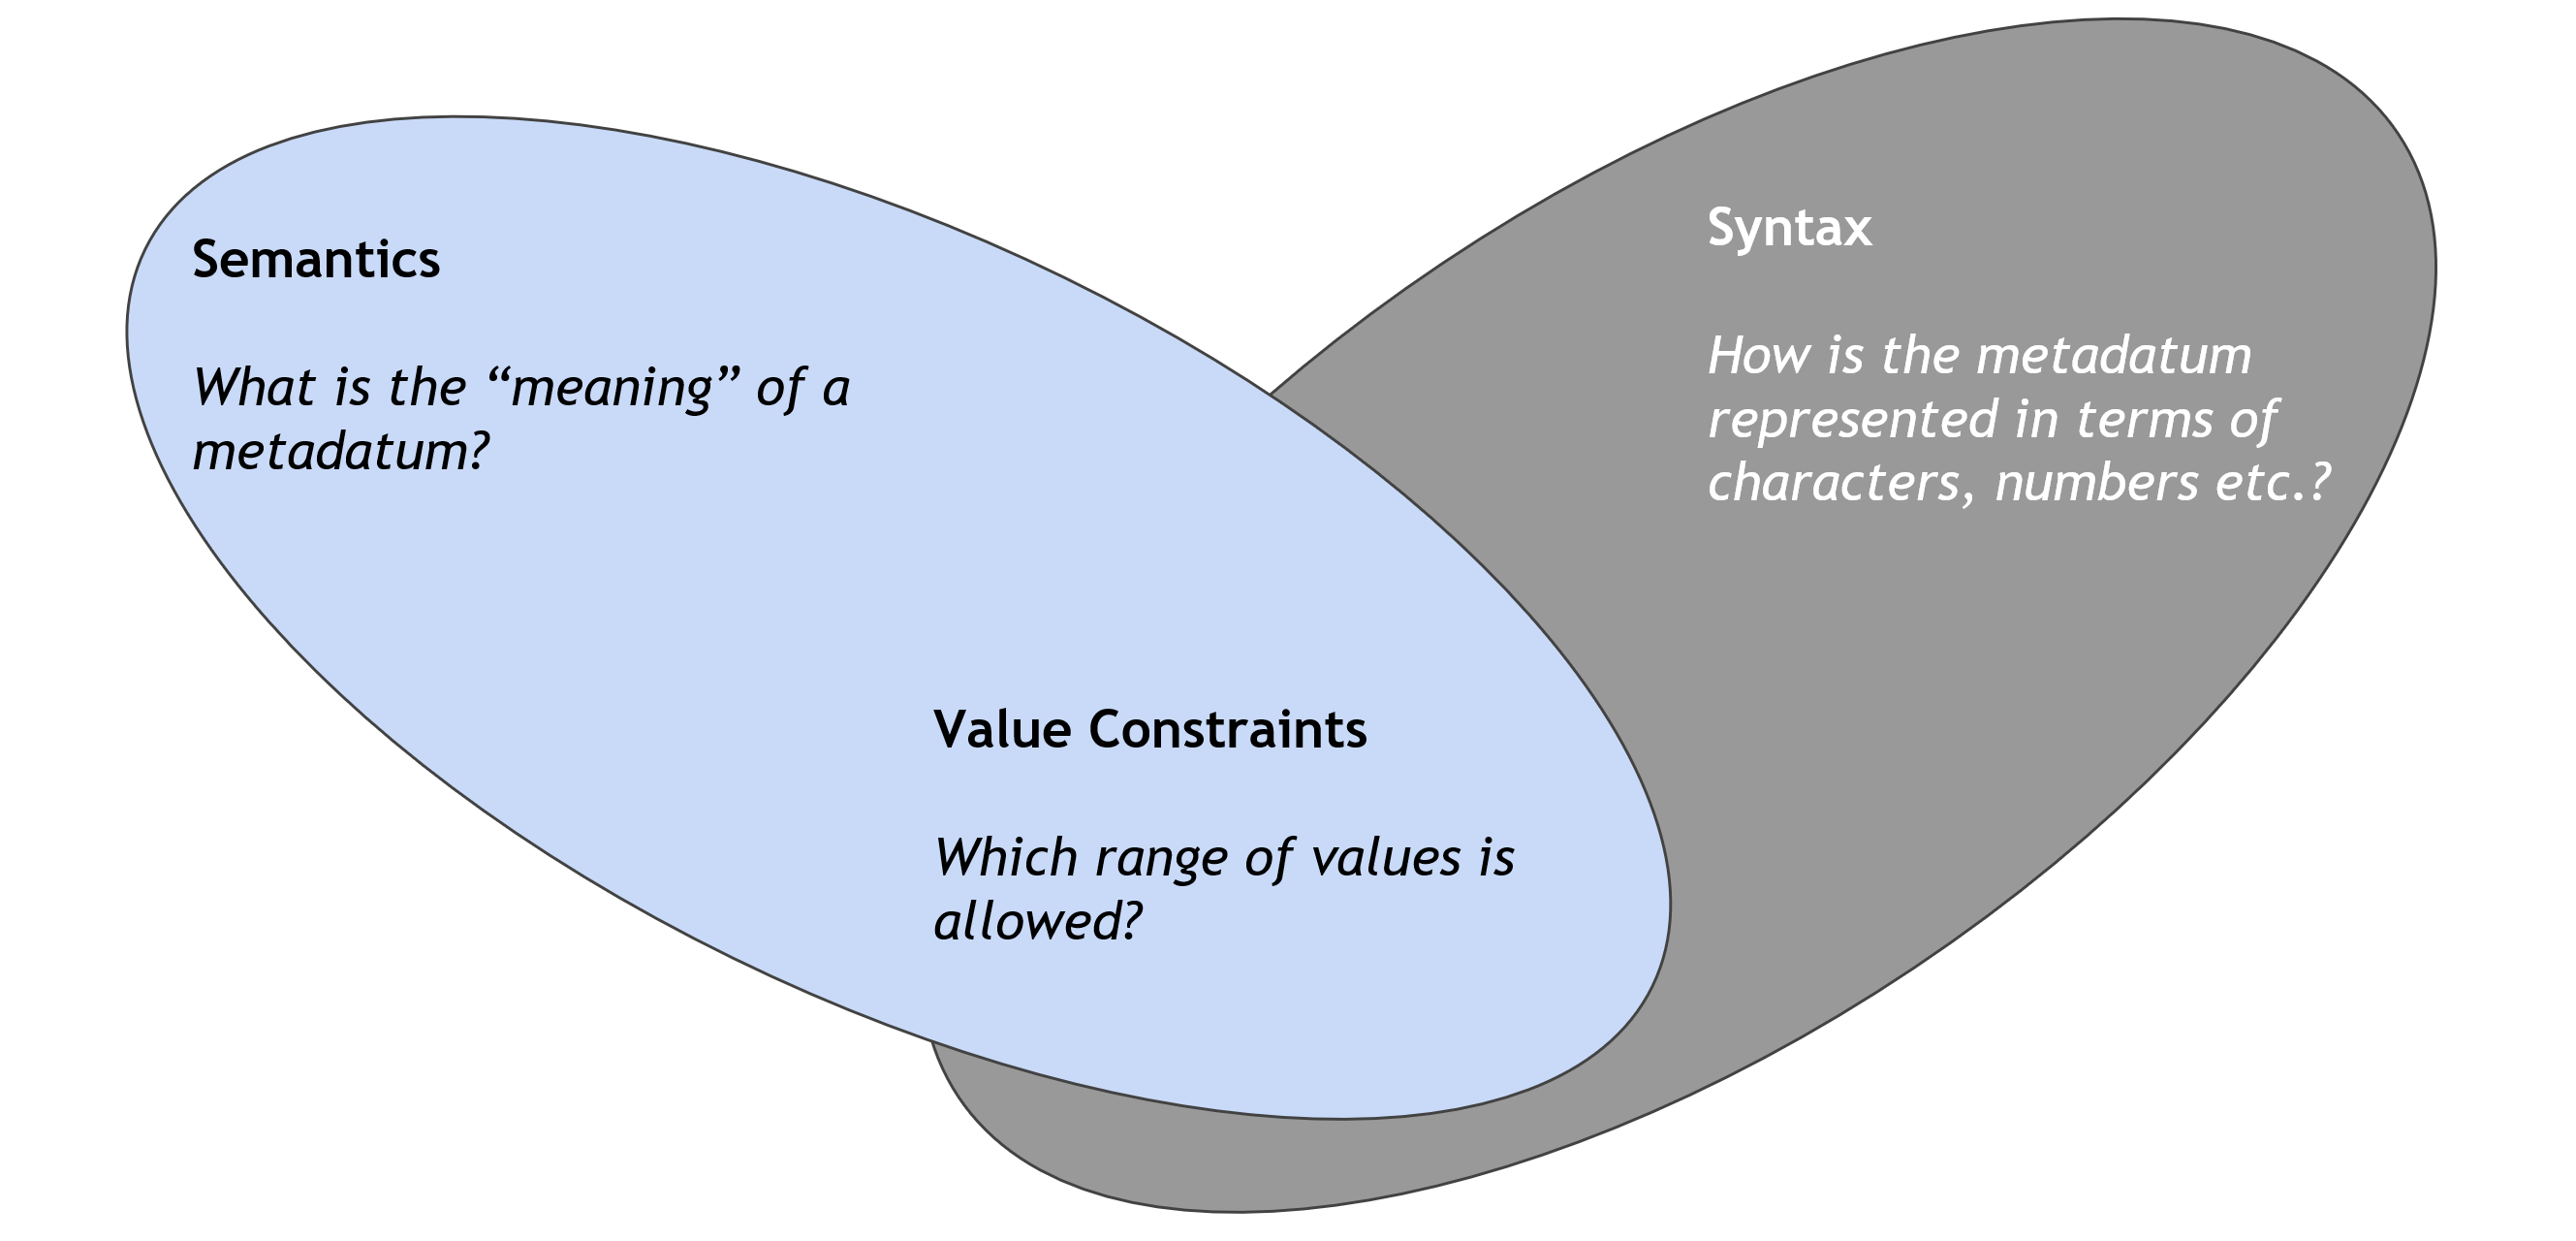 Semantics
What is the “meaning” of a
metadatum?
Syntax
How is the metadatum
represented in terms of
characters, numbers etc.?
Value Constraints
Which range of values is
allowed?